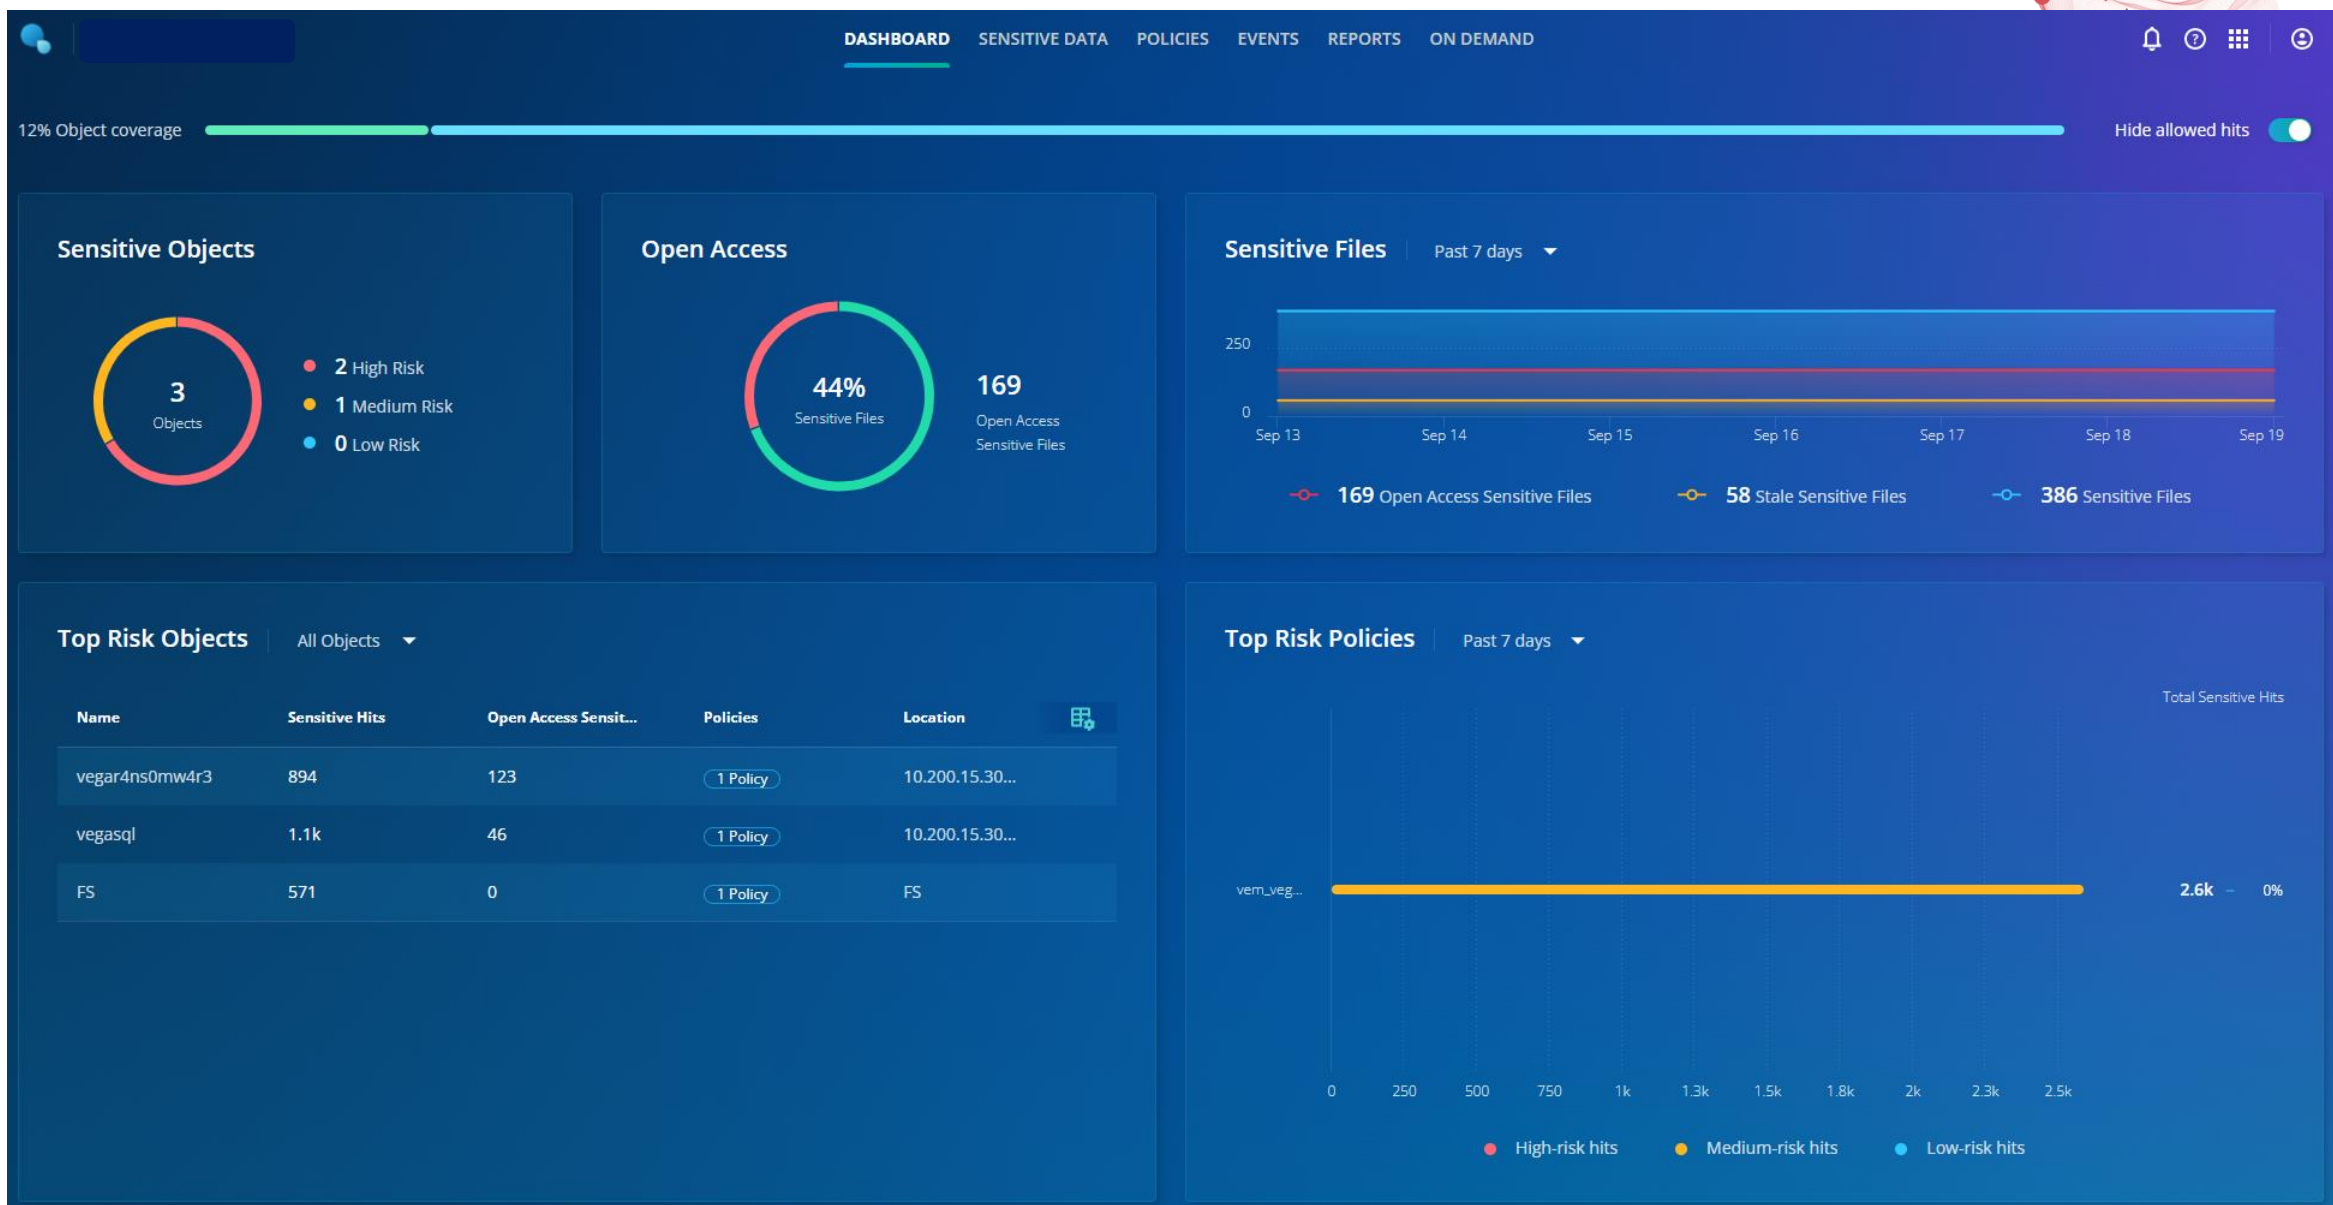 DASHBOARD SENSITIVE DATA POLICIES EVENTS REPORTS ON DEMAND
12% Object coverage
Hide allowed hits
Sensitive Objects
3
Objects
2 High Risk
1 Medium Risk
0 Low Risk
Open Access
44%
Sensitive Files
169
Open Access
Sensitive Files
Sensitive Files Past 7 days
250
0
Sep 13 Sep 14 Sep 15 Sep 16 Sep 17 Sep 18 Sep 19
169 Open Access Sensitive Files 58 Stale Sensitive Files 386 Sensitive Files
Top Risk Objects All Objects
Name Sensitive Hits Open Access Sensit... Policies Location
vegar4ns0mw4r3 894 123 1 Policy 10.200.15.30...
vegasql 1.1k 46 1 Policy 10.200.15.30...
FS 571 0 1 Policy FS
Top Risk Policies Past 7 days
Total Sensitive Hits
vem_veg... 2.6k – 0%
0 250 500 750 1k 1.3k 1.5k 1.8k 2k 2.3k 2.5k
High-risk hits Medium-risk hits Low-risk hits